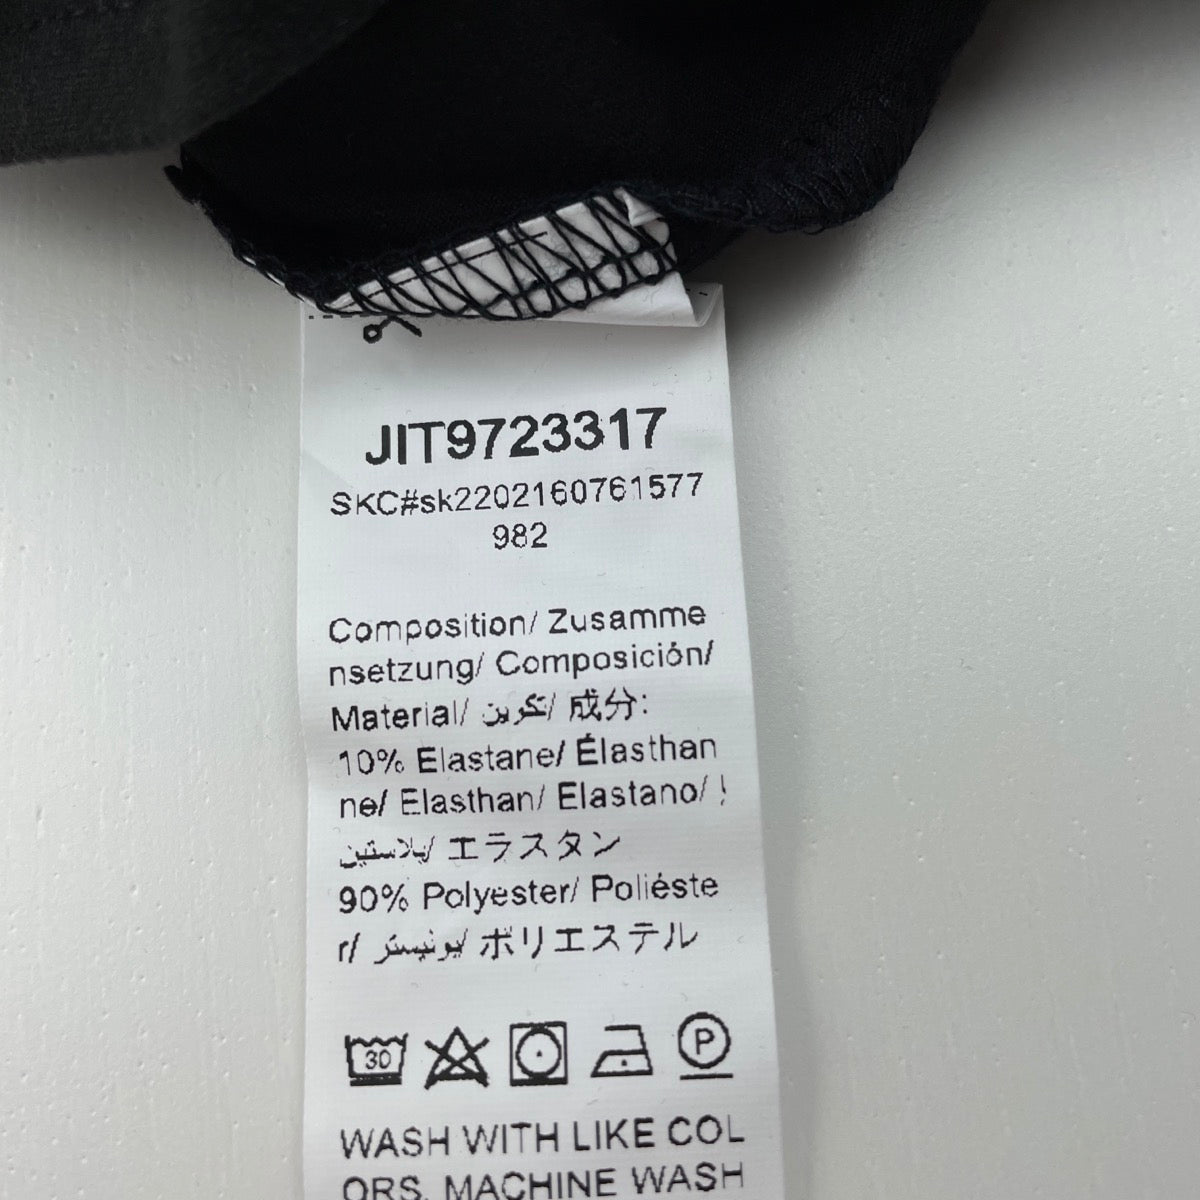 JIT9723317
SKC#sk2202160761577
982
Composition/ Zusamme
nsetzung/ Composición/
Material/ تكوين/ 成分:
10% Elastane/ Élasthan
ne/ Elasthan/ Elastano/
エラスタン
90% Polyester/ Poliéste
r/ ポリエステル
30
P
WASH WITH LIKE COL
ORS. MACHINE WASH